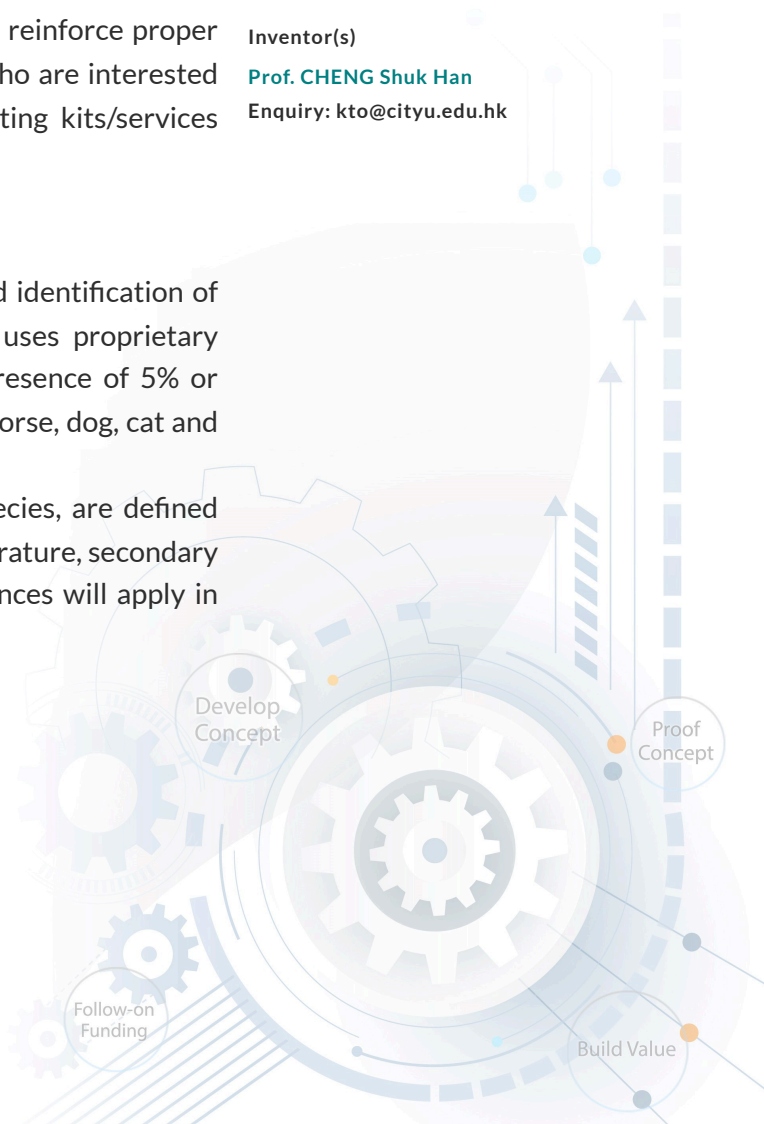 reinforce proper
who are interested
ting kits/services
Inventor(s)
Prof. CHENG Shuk Han
Enquiry: kto@cityu.edu.hk
d identification of
uses proprietary
resence of 5% or
orse, dog, cat and
ecies, are defined
rature, secondary
nces will apply in
Develop
Concept
Proof
Concept
Follow-on
Funding
Build Value